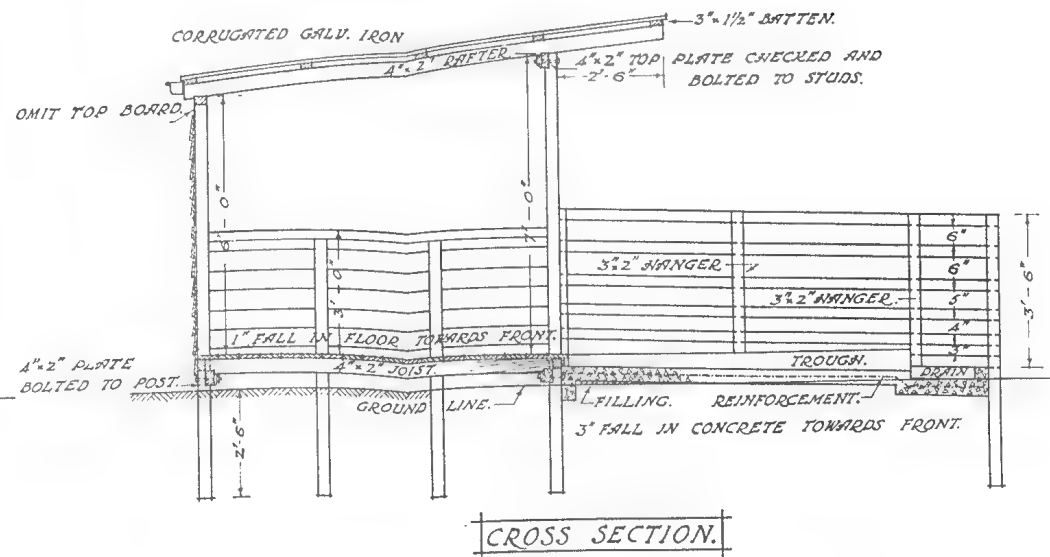 3"× 1½" BATTEN.
CORRUGATED GALV. IRON
4"× 2" RAFTER
4"× 2" TOP PLATE CHECKED AND
BOLTED TO STUDS.
2'-6"
OMIT TOP BOARD.
6'-0"
7'-0"
3'-0"
3"× 2" HANGER
3"× 2" HANGER.
6"
6"
5"
4"
3'-6"
1" FALL IN FLOOR TOWARDS FRONT.
4"× 2" PLATE
BOLTED TO POST.
4"× 2" JOIST.
TROUGH.
DRAIN
GROUND LINE.
FILLING.
REINFORCEMENT.
3" FALL IN CONCRETE TOWARDS FRONT.
2'-6"
CROSS SECTION.